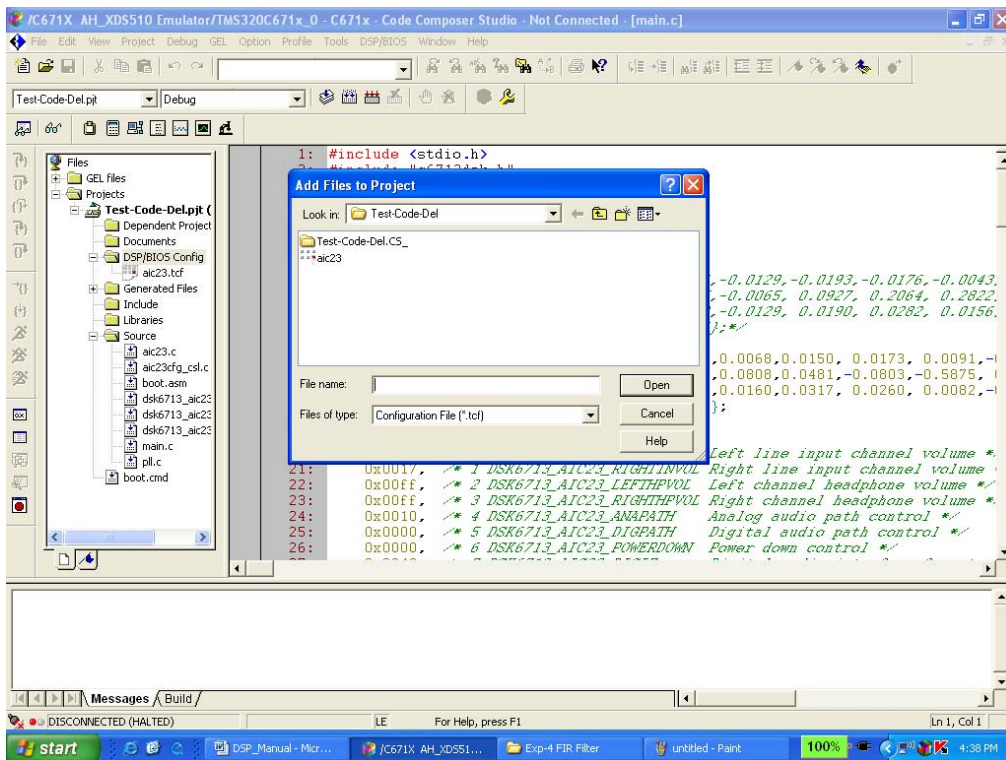 /C671X AH_XDS510 Emulator/TMS320C671x_0 - C671x - Code Composer Studio - Not Connected - [main.c]
File Edit View Project Debug GEL Option Profile Tools DSP/BIOS Window Help
Test-Code-Del.pjt Debug
Files
GEL files
Projects
Test-Code-Del.pjt (
Dependent Project
Documents
DSP/BIOS Config
aic23.tcf
Generated Files
Include
Libraries
Source
aic23.c
aic23cfg_csl.c
boot.asm
dsk6713_aic23
dsk6713_aic23
dsk6713_aic23
main.c
pll.c
boot.cmd
1: #include <stdio.h>
Add Files to Project
Look in: Test-Code-Del
Test-Code-Del.CS_
aic23
File name: Open
Files of type: Configuration File (*.tcf) Cancel
Help
,-0.0129,-0.0193,-0.0176,-0.0043,
,-0.0065, 0.0927, 0.2064, 0.2822
,-0.0129, 0.0190, 0.0282, 0.0156,
};*/
,0.0068,0.0150, 0.0173, 0.0091,-
,0.0808,0.0481,-0.0803,-0.5875,
,0.0160,0.0317, 0.0260, 0.0082,-
};
Left line input channel volume *
21: 0x0017, /* 1 DSK6713_AIC23_RIGHTINVOL Right line input channel volume
22: 0x00ff, /* 2 DSK6713_AIC23_LEFTHPVOL Left channel headphone volume */
23: 0x00ff, /* 3 DSK6713_AIC23_RIGHTHPVOL Right channel headphone volume *
24: 0x0010, /* 4 DSK6713_AIC23_ANAPATH Analog audio path control */
25: 0x0000, /* 5 DSK6713_AIC23_DIGPATH Digital audio path control */
26: 0x0000, /* 6 DSK6713_AIC23_POWERDOWN Power down control */
Messages Build
DISCONNECTED (HALTED) LE For Help, press F1 Ln 1, Col 1
start DSP_Manual - Micr... /C671X AH_XDS51... Exp-4 FIR Filter untitled - Paint 100% 4:38 PM